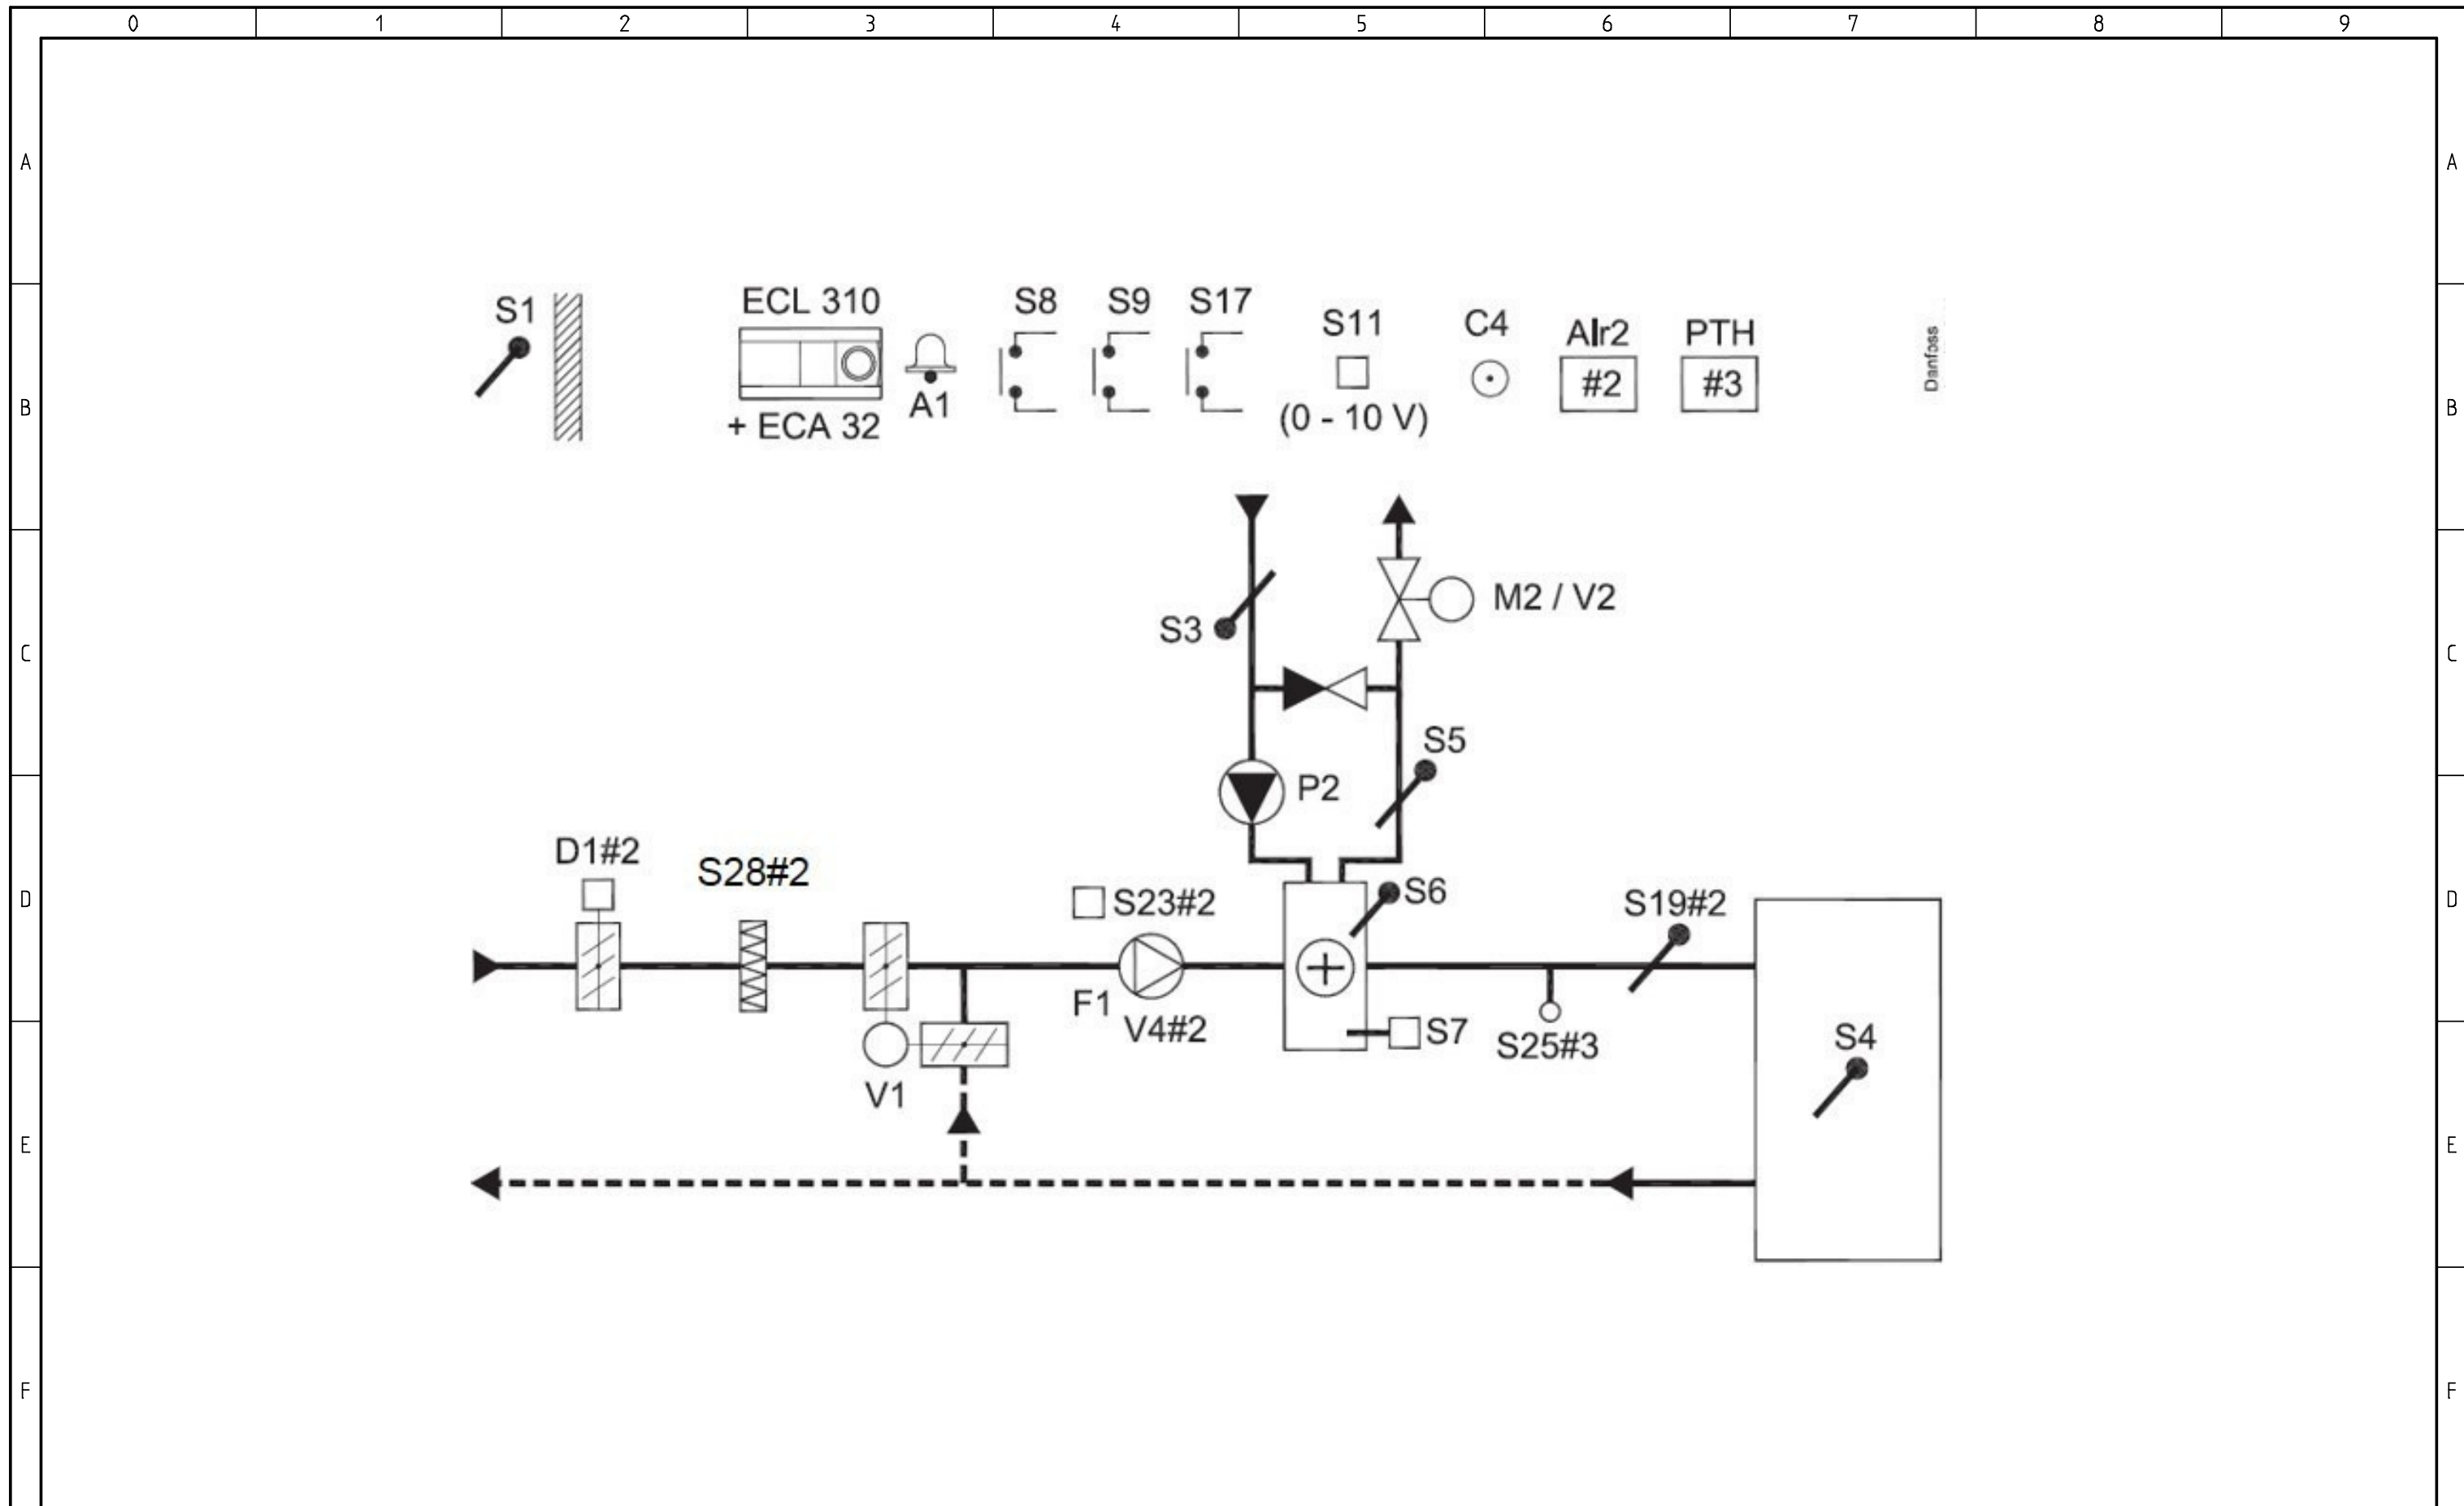 0 1 2 3 4 5 6 7 8 9
A A
S1
ECL 310
+ ECA 32
A1
S8 S9 S17
S11
(0 - 10 V)
C4
AIr2
#2
PTH
#3
Danfoss
B B
S3
M2 / V2
C C
S5
P2
D1#2
S28#2
S23#2
S6
S19#2
D D
F1
V4#2
S7
S25#3
S4
V1
E E
F F